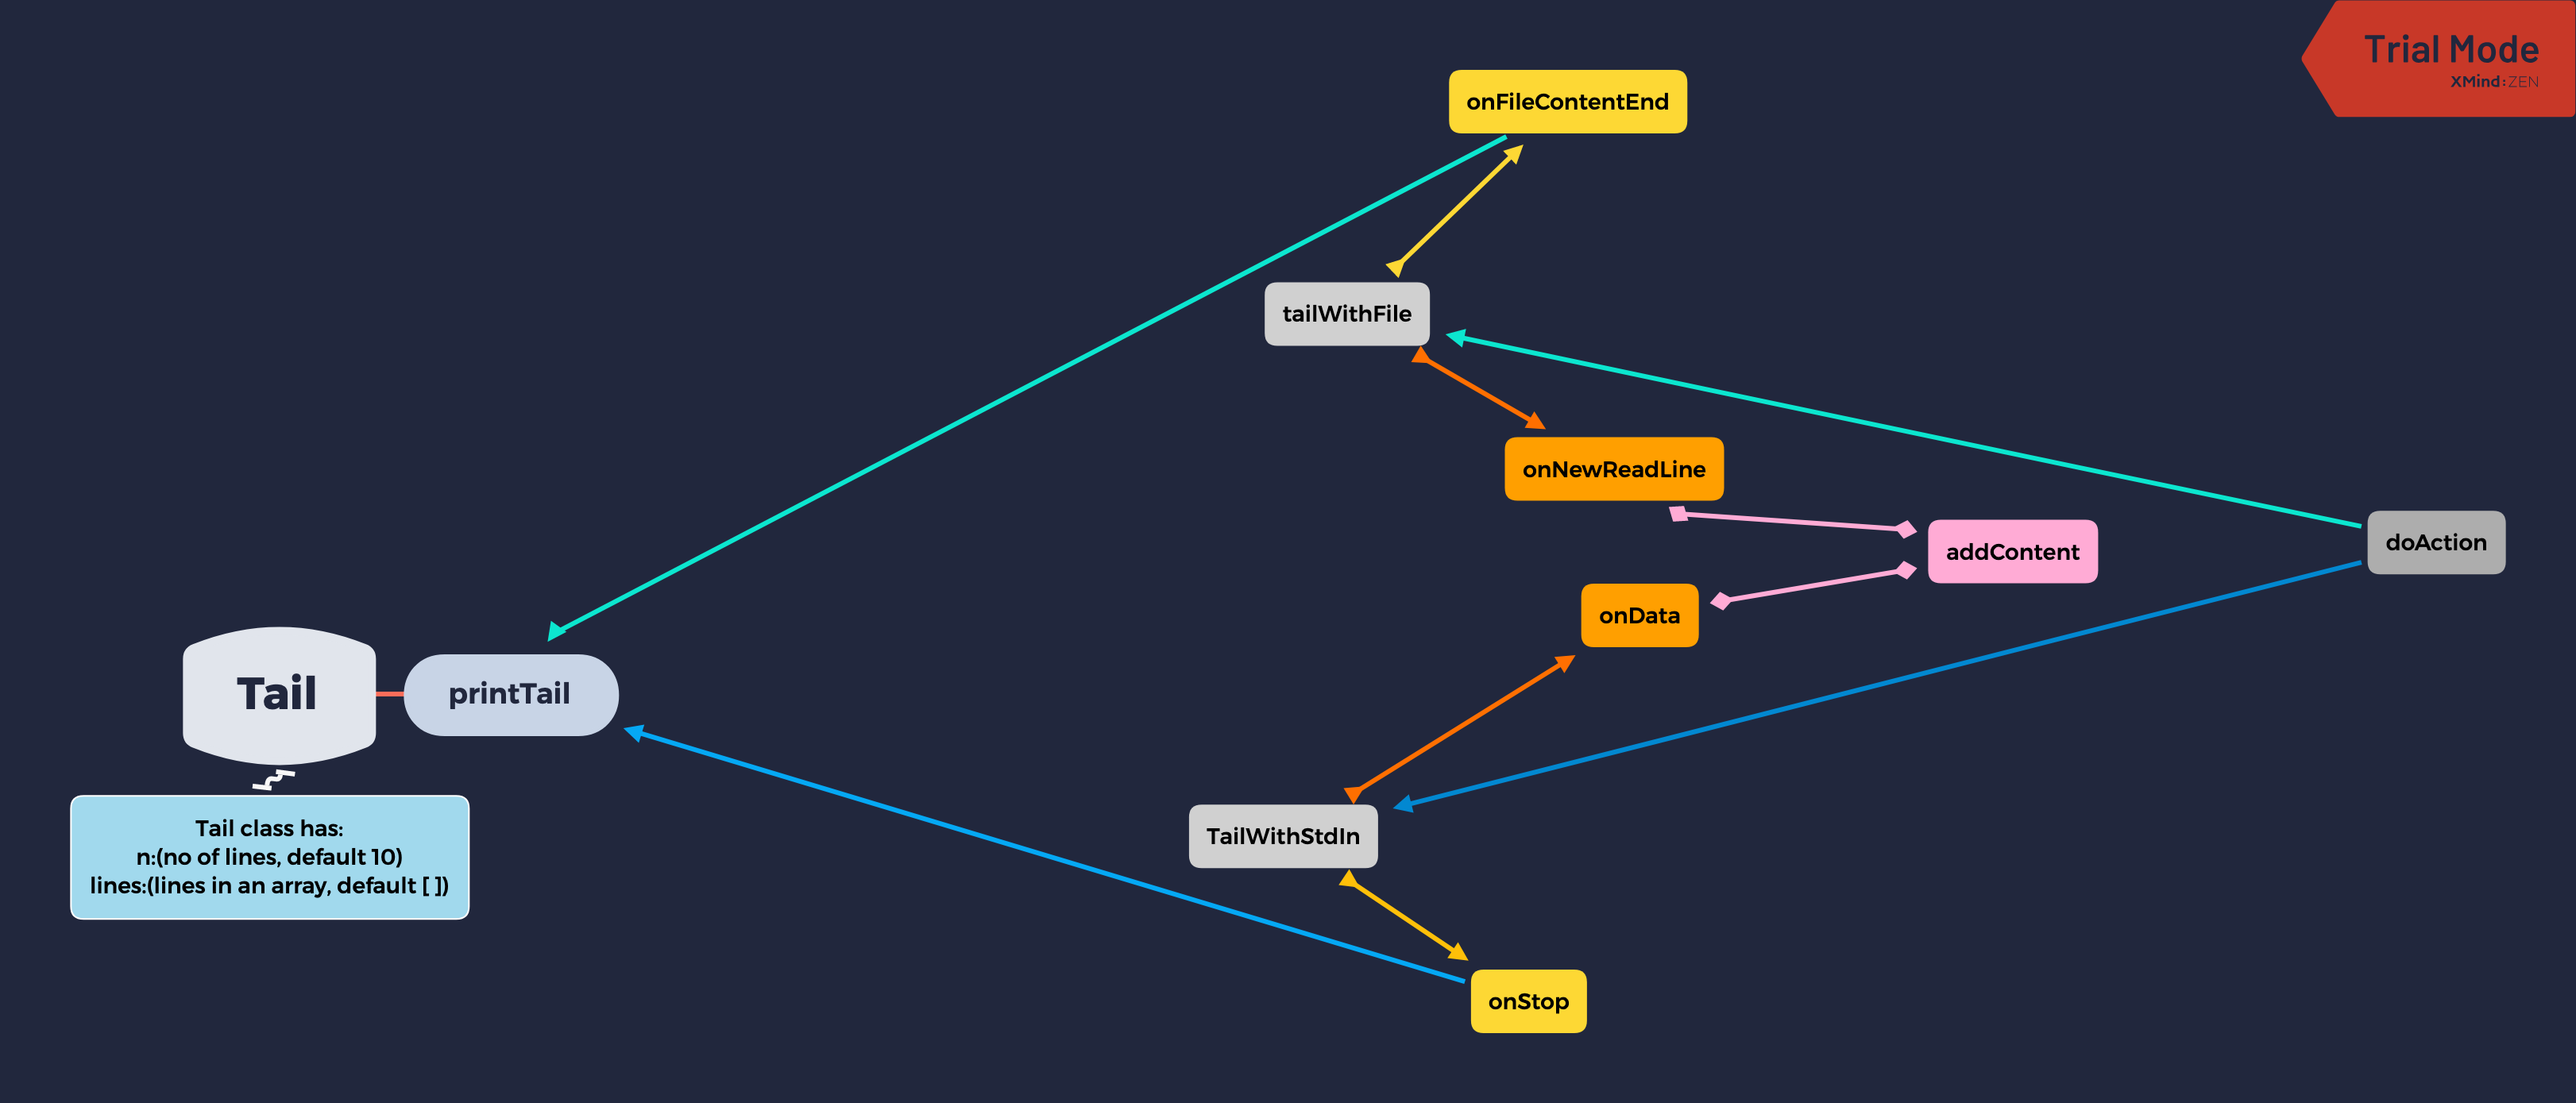 Trial Mode
XMind:ZEN
onFileContentEnd
tailWithFile
onNewReadLine
addContent
doAction
onData
Tail
printTail
Tail class has:
n:(no of lines, default 10)
lines:(lines in an array, default [ ])
TailWithStdIn
onStop